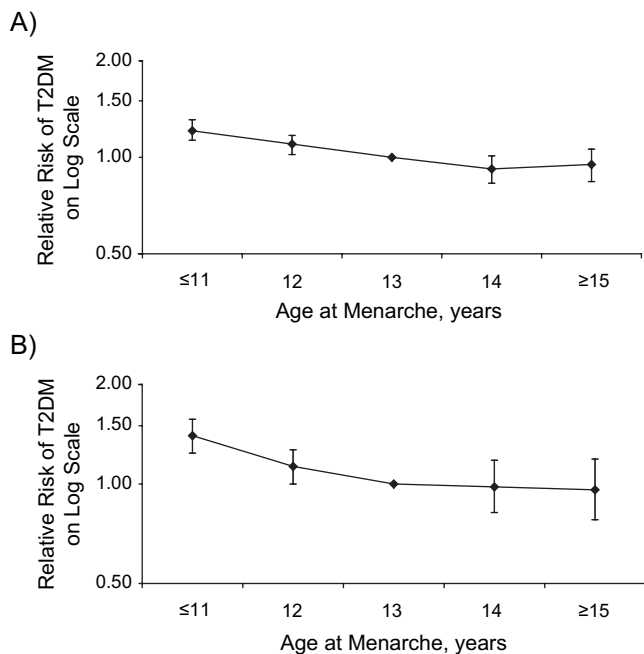 A)
Relative Risk of T2DM
on Log Scale
2.00
1.50
1.00
0.50
≤11 12 13 14 ≥15
Age at Menarche, years
B)
Relative Risk of T2DM
on Log Scale
2.00
1.50
1.00
0.50
≤11 12 13 14 ≥15
Age at Menarche, years